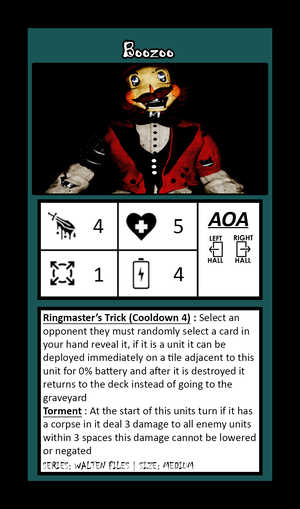 Boozoo
4
5
AOA
LEFT
RIGHT
HALL
HALL
1
4
Ringmaster's Trick (Cooldown 4) : Select an
opponent they must randomly select a card in
your hand reveal it, if it is a unit it can be
deployed immediately on a tile adjacent to this
unit for 0% battery and after it is destroyed it
returns to the deck instead of going to the
graveyard
Torment : At the start of this units turn if it has
a corpse in it deal 3 damage to all enemy units
within 3 spaces this damage cannot be lowered
or negated
SERIES: WALTEN FILES | SIZE: MEDIUM